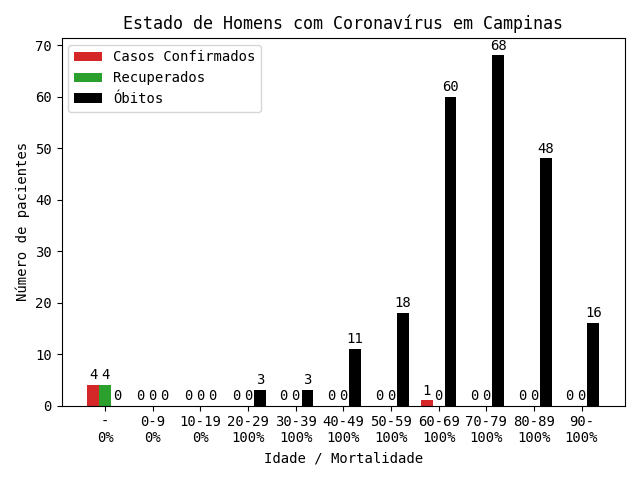 Estado de Homens com Coronavírus em Campinas
Casos Confirmados
Recuperados
Óbitos
Número de pacientes
70
60
50
40
30
20
10
0
4 4 0
0 0 0
0 0 0
0 0 3
0 0 3
0 0 11
0 0 18
1 0 60
0 0 68
0 0 48
0 0 16
- 0-9 10-19 20-29 30-39 40-49 50-59 60-69 70-79 80-89 90-
0% 0% 0% 100% 100% 100% 100% 100% 100% 100% 100%
Idade / Mortalidade